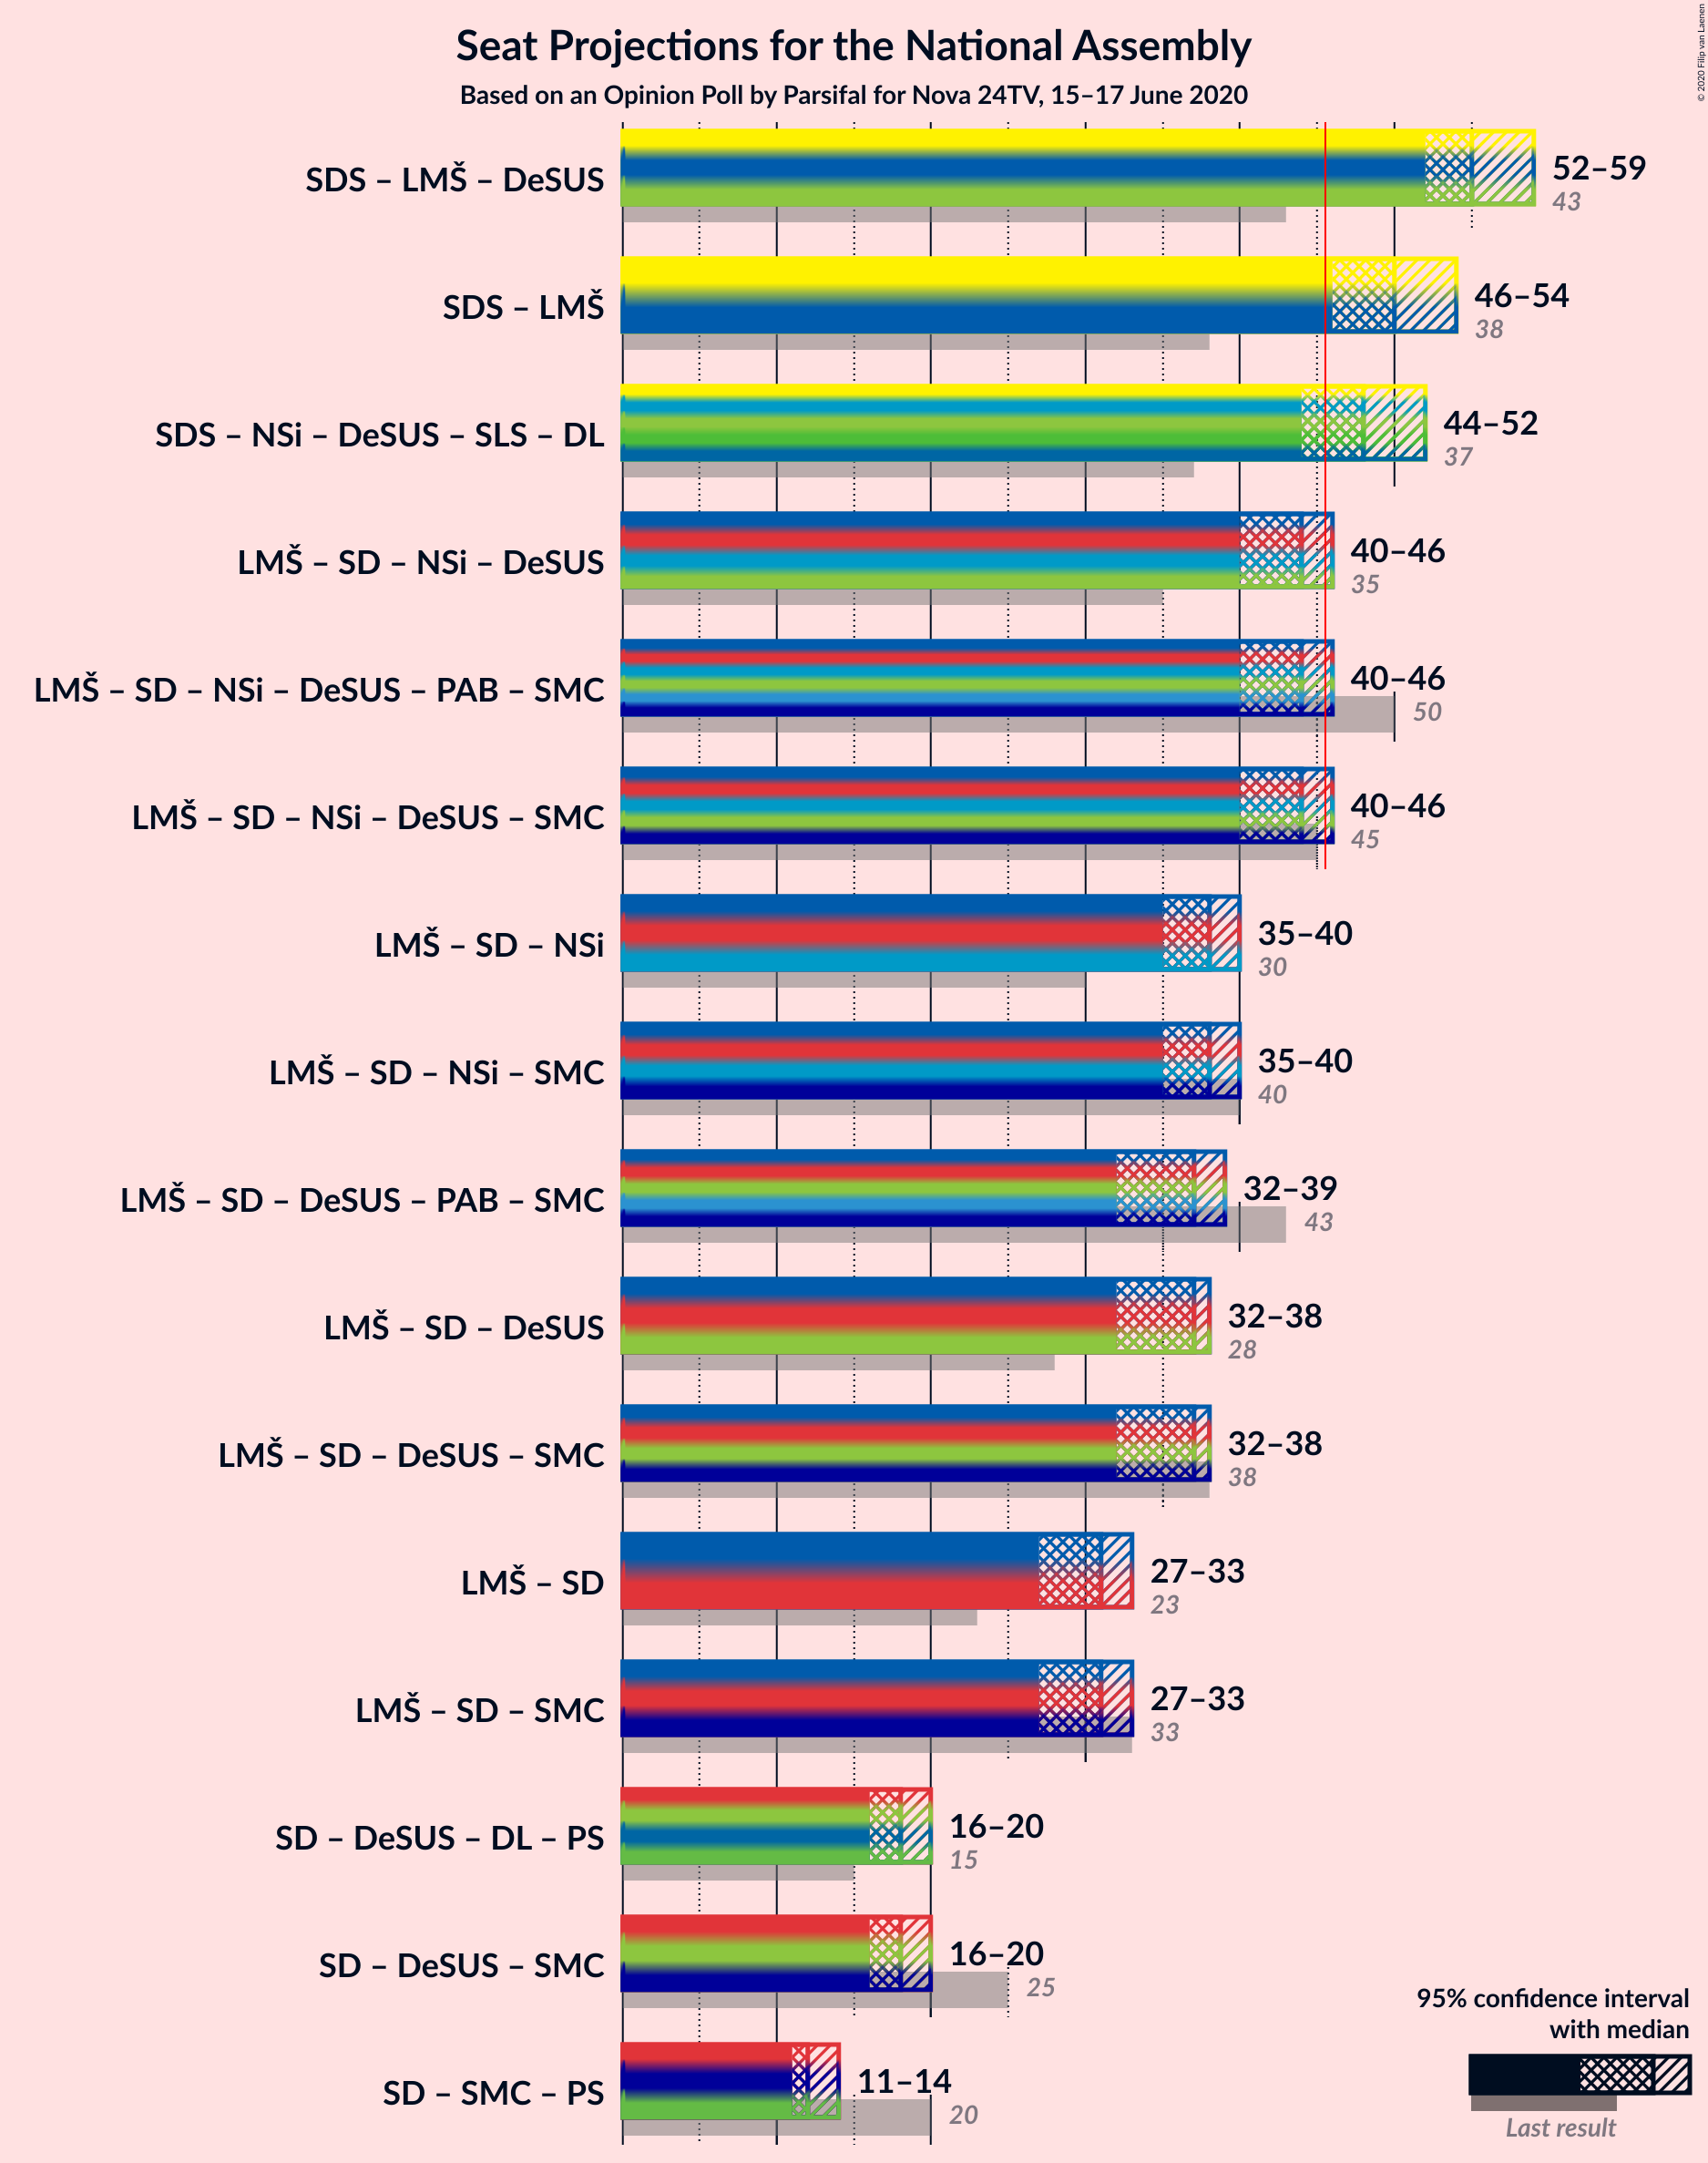 Seat Projections for the National Assembly
Based on an Opinion Poll by Parsifal for Nova 24TV, 15–17 June 2020
© 2020 Filip van Laenen
SDS – LMŠ – DeSUS
52–59
43
SDS – LMŠ
46–54
38
SDS – NSi – DeSUS – SLS – DL
44–52
37
LMŠ – SD – NSi – DeSUS
40–46
35
LMŠ – SD – NSi – DeSUS – PAB – SMC
40–46
50
LMŠ – SD – NSi – DeSUS – SMC
40–46
45
LMŠ – SD – NSi
35–40
30
LMŠ – SD – NSi – SMC
35–40
40
LMŠ – SD – DeSUS – PAB – SMC
32–39
43
LMŠ – SD – DeSUS
32–38
28
LMŠ – SD – DeSUS – SMC
32–38
38
LMŠ – SD
27–33
23
LMŠ – SD – SMC
27–33
33
SD – DeSUS – DL – PS
16–20
15
SD – DeSUS – SMC
16–20
25
SD – SMC – PS
11–14
20
95% confidence interval
with median
Last result